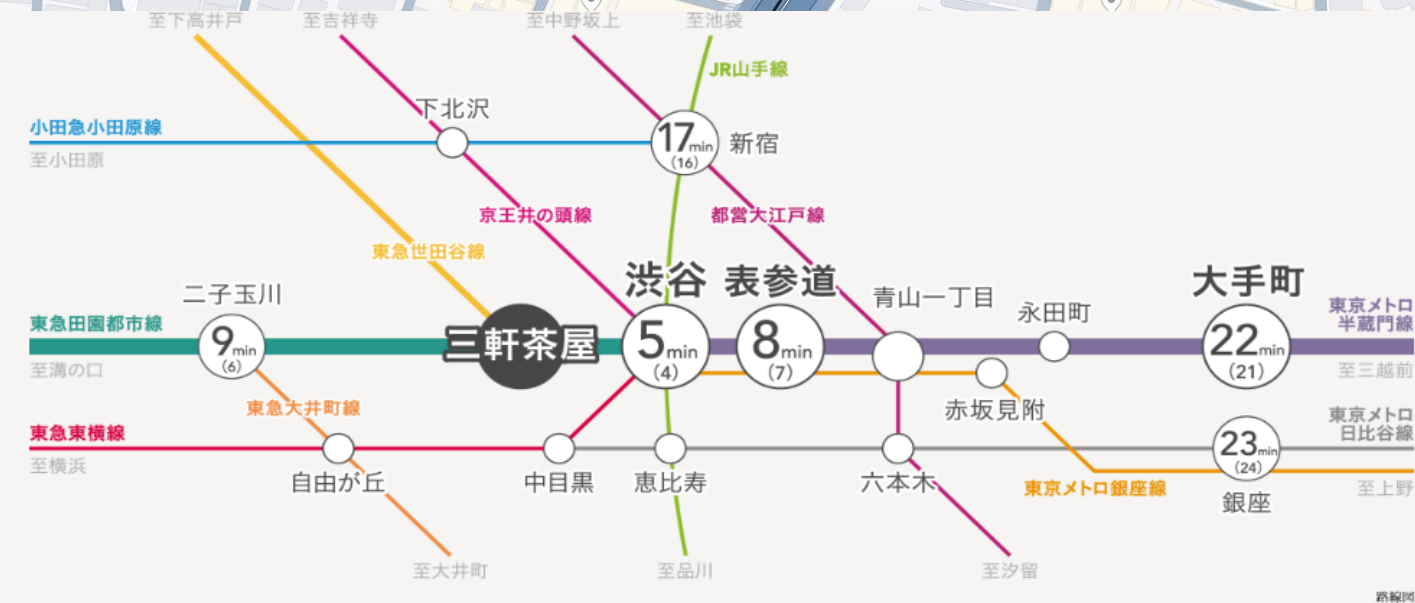 至下高井戸
至吉祥寺
至中野坂上
至池袋
JR山手線
下北沢
小田急小田原線
至小田原
17min
(16)
新宿
京王井の頭線
都営大江戸線
東急世田谷線
渋谷
表参道
大手町
二子玉川
青山一丁目
永田町
東京メトロ
半蔵門線
東急田園都市線
9min
(6)
三軒茶屋
5min
(4)
8min
(7)
22min
(21)
至溝の口
至三越前
東急大井町線
赤坂見附
東京メトロ
日比谷線
東急東横線
23min
(24)
至横浜
自由が丘
中目黒
恵比寿
六本木
東京メトロ銀座線
銀座
至上野
至大井町
至品川
至汐留
路線図